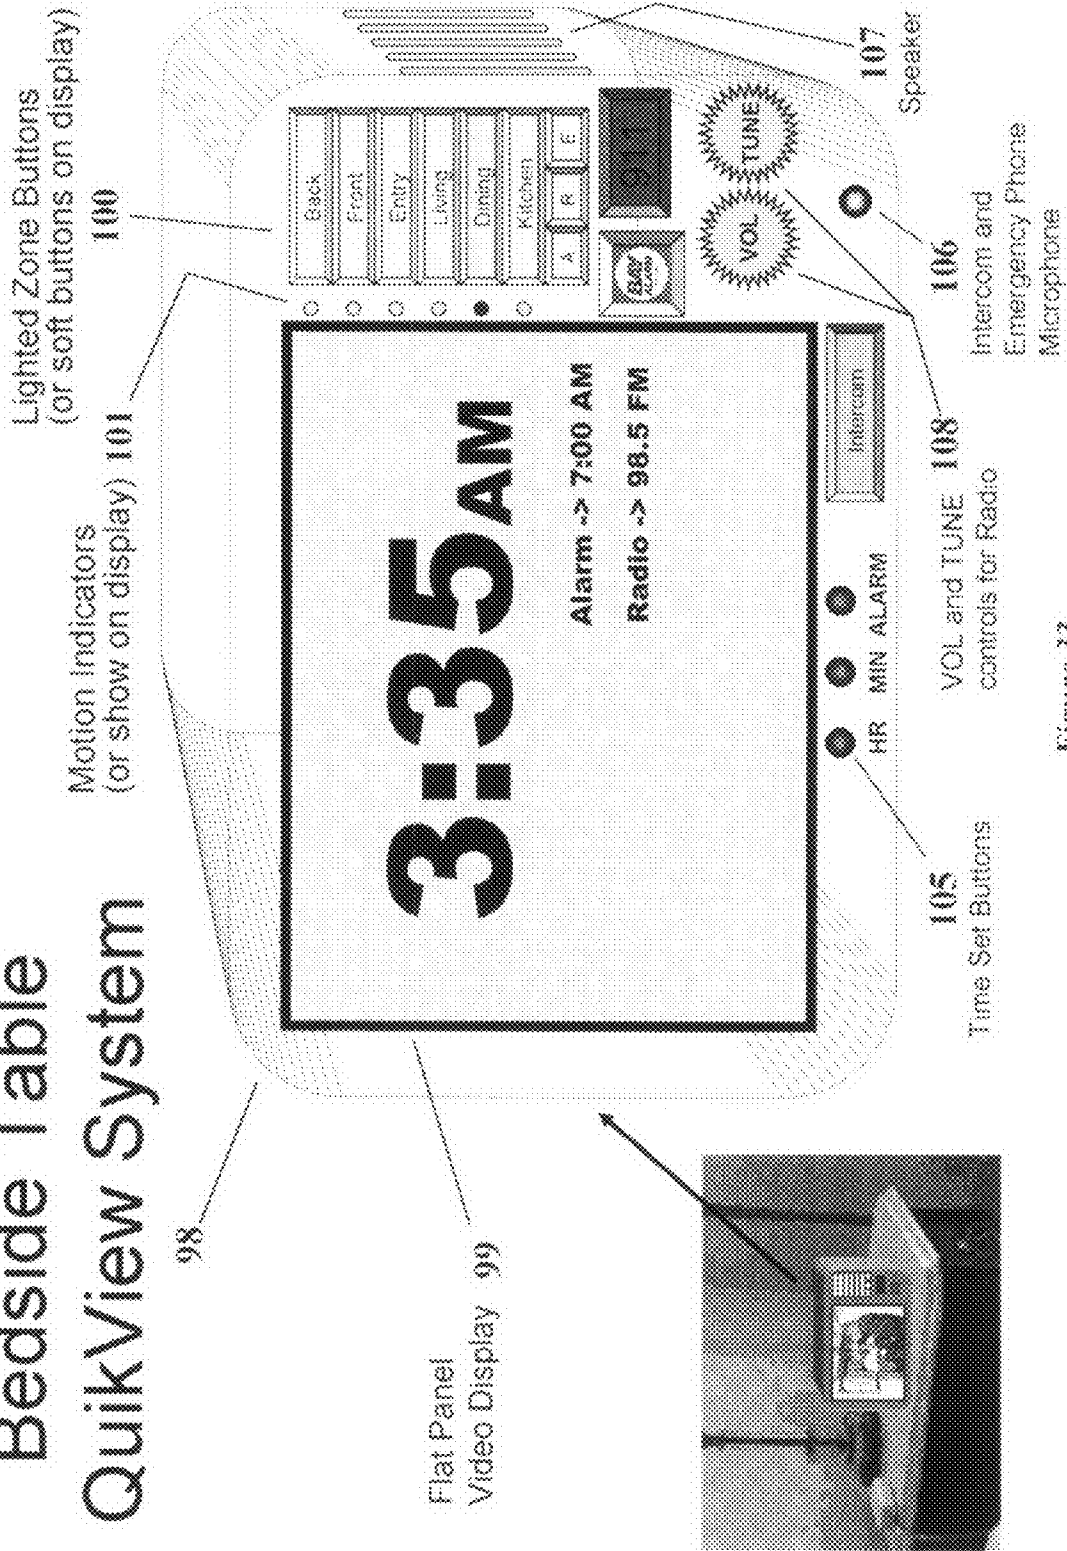 Bedside Table
QuikView System
Lighted Zone Buttons
(or soft buttons on display)
100
Motion Indicators
(or show on display) 101
98
Flat Panel
Video Display 99
3:35AM
Alarm -> 7:00 AM
Radio -> 98.5 FM
Back
Front
Entry
Living
Dining
Kitchen
A R E
911
VOL TUNE
Intercom
HR MIN ALARM
107
Speaker
106
Intercom and
Emergency Phone
Microphone
108
VOL and TUNE
controls for Radio
105
Time Set Buttons